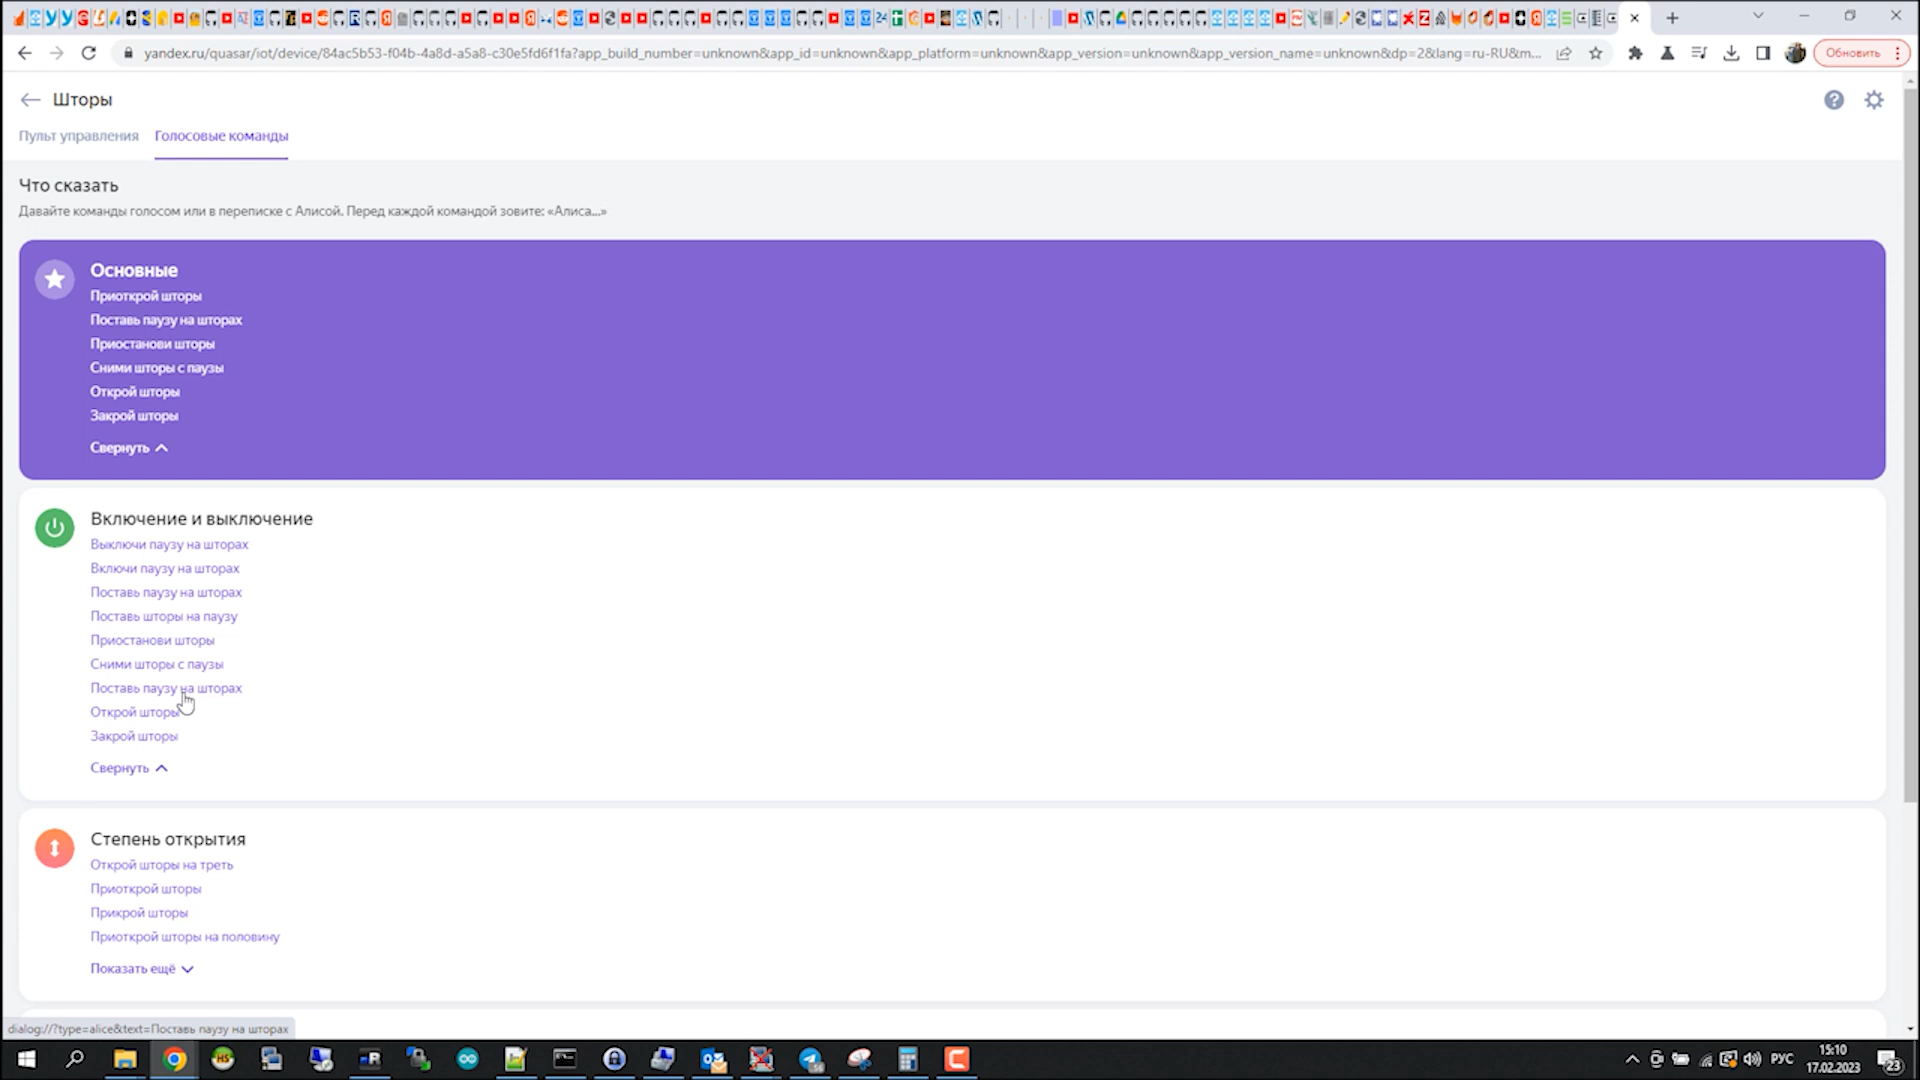 yandex.ru/quasar/iot/device/84ac5b53-f04b-4a8d-a5a8-c30e5fd6f1fa?app_build_number=unknown&app_id=unknown&app_platform=unknown&app_version=unknown&app_version_name=unknown&dp=2&lang=ru-RU&m...
Обновить
Шторы
Пульт управления
Голосовые команды
Что сказать
Давайте команды голосом или в переписке с Алисой. Перед каждой командой зовите: «Алиса...»
Основные
Приоткрой шторы
Поставь паузу на шторах
Приостанови шторы
Сними шторы с паузы
Открой шторы
Закрой шторы
Свернуть
Включение и выключение
Выключи паузу на шторах
Включи паузу на шторах
Поставь паузу на шторах
Поставь шторы на паузу
Приостанови шторы
Сними шторы с паузы
Поставь паузу на шторах
Открой шторы
Закрой шторы
Свернуть
Степень открытия
Открой шторы на треть
Приоткрой шторы
Прикрой шторы
Приоткрой шторы на половину
Показать ещё
dialog://?type=alice&text=Поставь паузу на шторах
РУС
15:10
17.02.2023
23